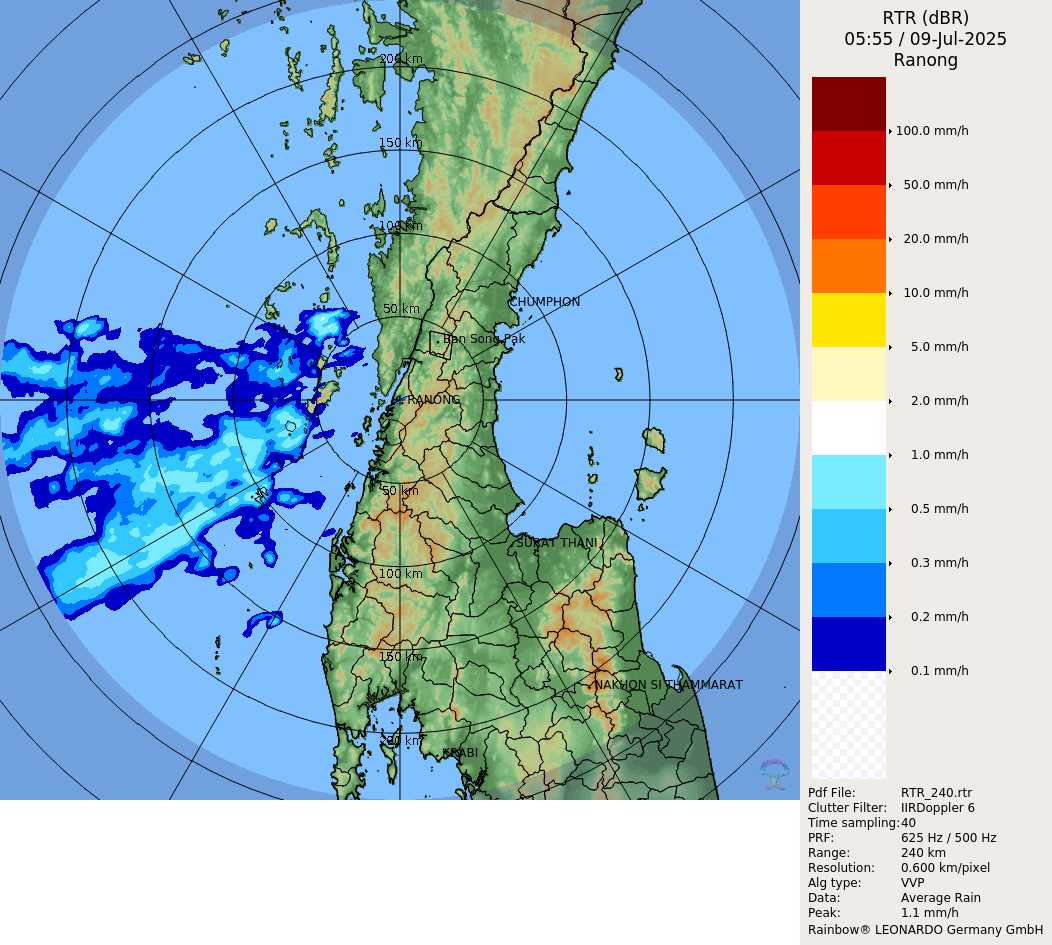 RTR (dBR)
05:55 / 09-Jul-2025
Ranong
200 km
150 km
100 km
50 km
CHUMPHON
Ban Song Pak
RANONG
50 km
SURAT THANI
100 km
150 km
NAKHON SI THAMMARAT
200 km
KRABI
100.0 mm/h
50.0 mm/h
20.0 mm/h
10.0 mm/h
5.0 mm/h
2.0 mm/h
1.0 mm/h
0.5 mm/h
0.3 mm/h
0.2 mm/h
0.1 mm/h
Pdf File: RTR_240.rtr
Clutter Filter: IIRDoppler 6
Time sampling: 40
PRF: 625 Hz / 500 Hz
Range: 240 km
Resolution: 0.600 km/pixel
Alg type: VVP
Data: Average Rain
Peak: 1.1 mm/h
Rainbow® LEONARDO Germany GmbH